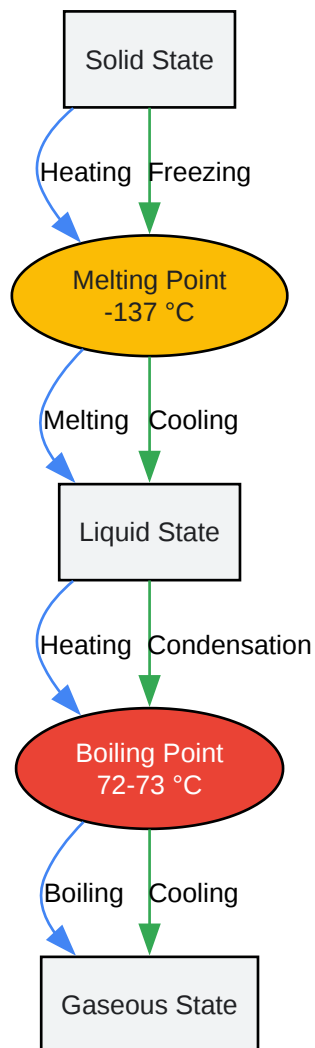 Solid State
Heating Freezing
Melting Point
-137 °C
Melting Cooling
Liquid State
Heating Condensation
Boiling Point
72-73 °C
Boiling Cooling
Gaseous State